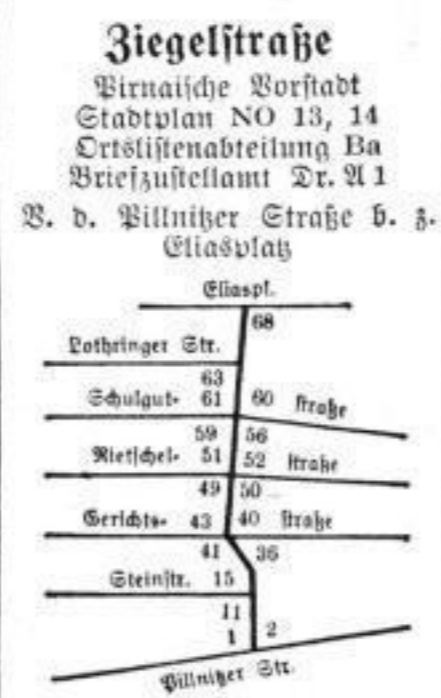 Ziegelstraße
Pirnaische Vorstadt
Stadtplan NO 13, 14
Ortslistenabteilung Ba
Briefzustellamt Dr. A 1
V. d. Pillnitzer Straße b. z.
Eliasplatz
Eliaspl.
68
Lothringer Str.
63
Schulgut- 61 60 straße
59 56
Rietschel- 51 52 straße
49 50
Gerichts- 43 40 straße
41 36
Steinstr. 15
11
1 2
Pillnitzer Str.